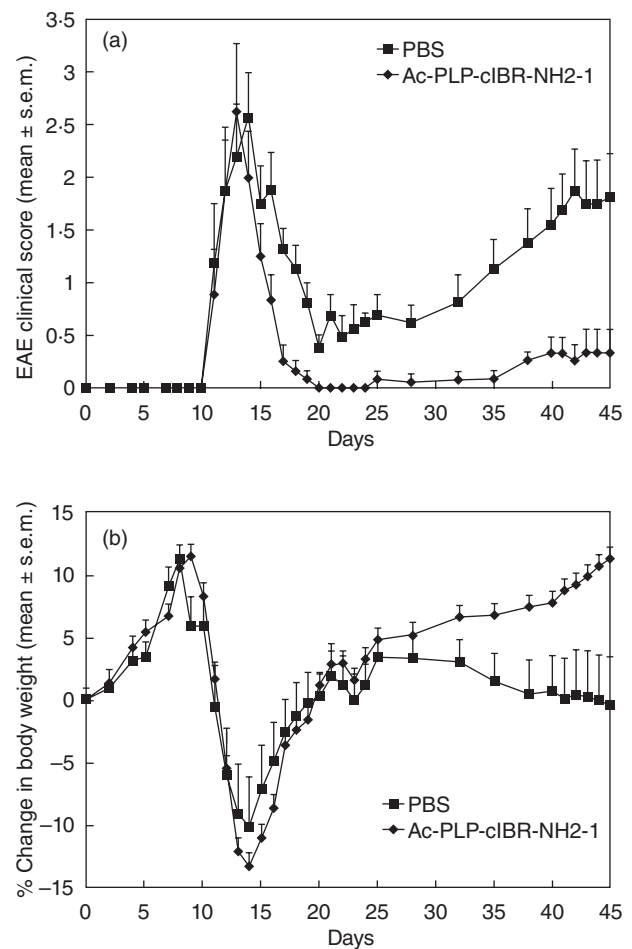 (a)
PBS
Ac-PLP-cIBR-NH2-1
EAE clinical score (mean ± s.e.m.)
3·5
3
2·5
2
1·5
1
0·5
0
0 5 10 15 20 25 30 35 40 45
Days
(b)
PBS
Ac-PLP-cIBR-NH2-1
% Change in body weight (mean ± s.e.m.)
15
10
5
0
–5
–10
–15
0 5 10 15 20 25 30 35 40 45
Days